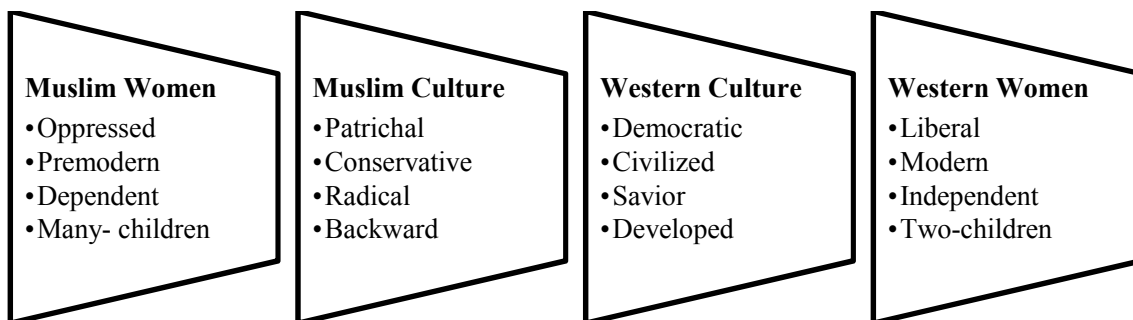 Muslim Women
•Oppressed
•Premodern
•Dependent
•Many- children
Muslim Culture
•Patrichal
•Conservative
•Radical
•Backward
Western Culture
•Democratic
•Civilized
•Savior
•Developed
Western Women
•Liberal
•Modern
•Independent
•Two-children